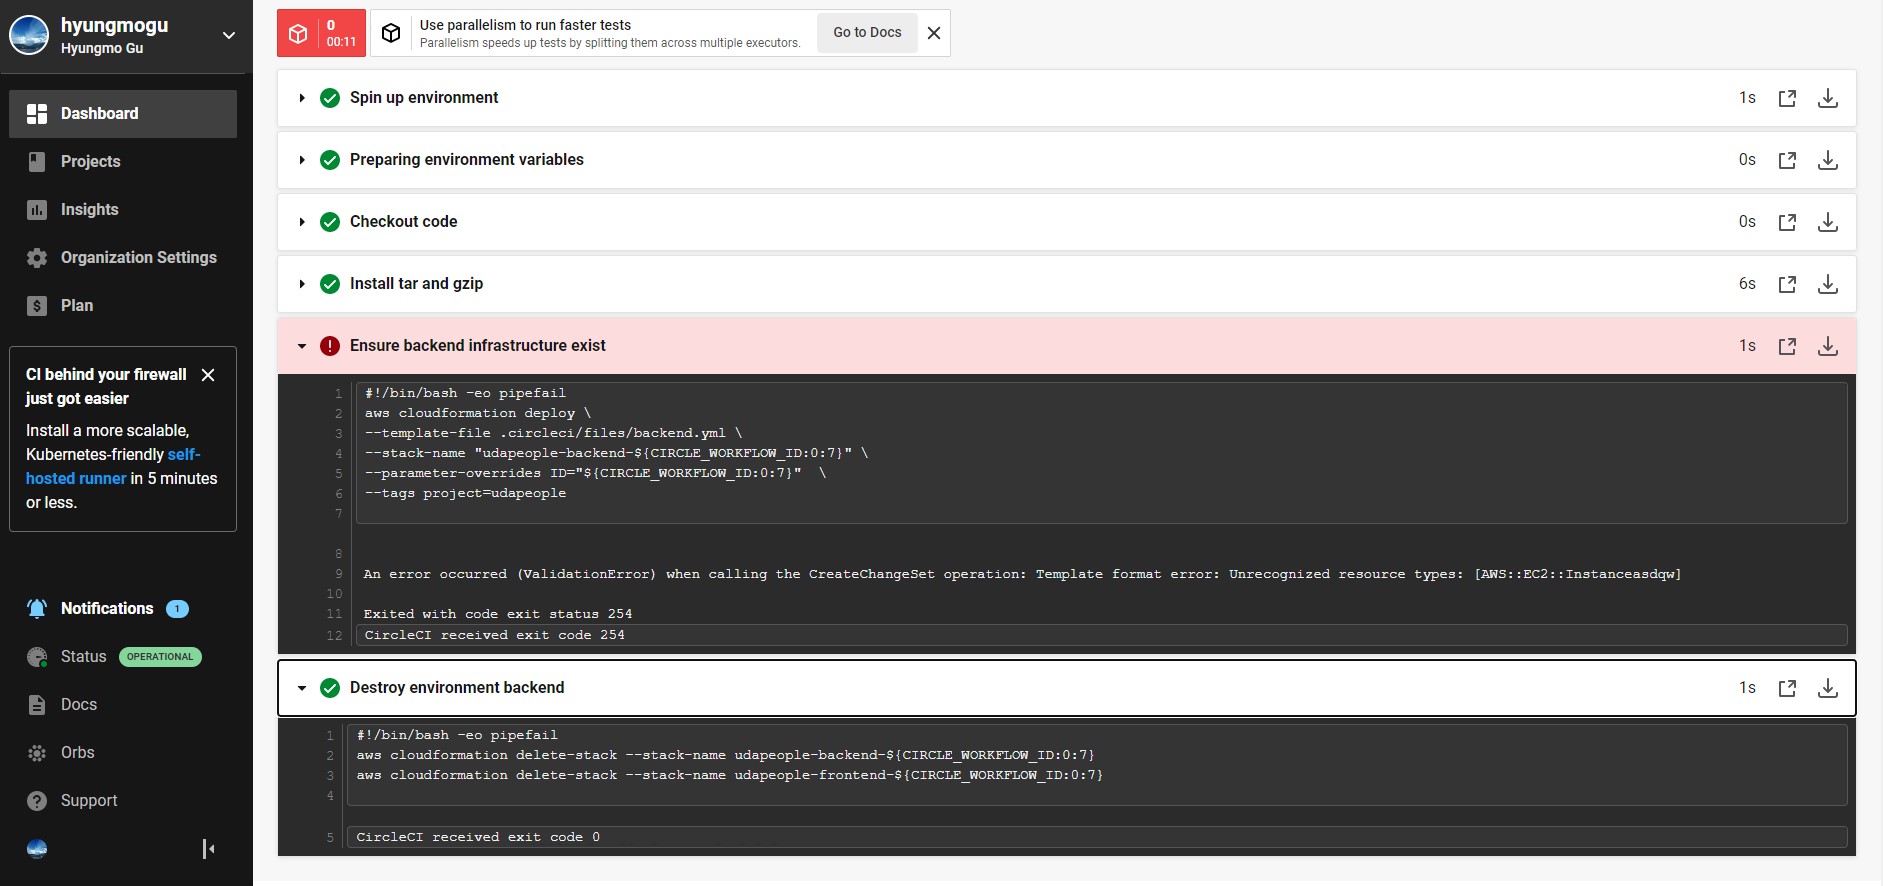 hyungmogu
Hyungmo Gu
Dashboard
Projects
Insights
Organization Settings
Plan
CI behind your firewall
just got easier
Install a more scalable,
Kubernetes-friendly self-
hosted runner in 5 minutes
or less.
Notifications 1
Status OPERATIONAL
Docs
Orbs
Support
0
00:11
Use parallelism to run faster tests
Parallelism speeds up tests by splitting them across multiple executors.
Go to Docs
Spin up environment 1s
Preparing environment variables 0s
Checkout code 0s
Install tar and gzip 6s
Ensure backend infrastructure exist 1s
1 #!/bin/bash -eo pipefail
2 aws cloudformation deploy \
3 --template-file .circleci/files/backend.yml \
4 --stack-name "udapeople-backend-${CIRCLE_WORKFLOW_ID:0:7}" \
5 --parameter-overrides ID="${CIRCLE_WORKFLOW_ID:0:7}"  \
6 --tags project=udapeople
7
8
9 An error occurred (ValidationError) when calling the CreateChangeSet operation: Template format error: Unrecognized resource types: [AWS::EC2::Instanceasdqw]
10
11 Exited with code exit status 254
12 CircleCI received exit code 254
Destroy environment backend 1s
1 #!/bin/bash -eo pipefail
2 aws cloudformation delete-stack --stack-name udapeople-backend-${CIRCLE_WORKFLOW_ID:0:7}
3 aws cloudformation delete-stack --stack-name udapeople-frontend-${CIRCLE_WORKFLOW_ID:0:7}
4
5 CircleCI received exit code 0